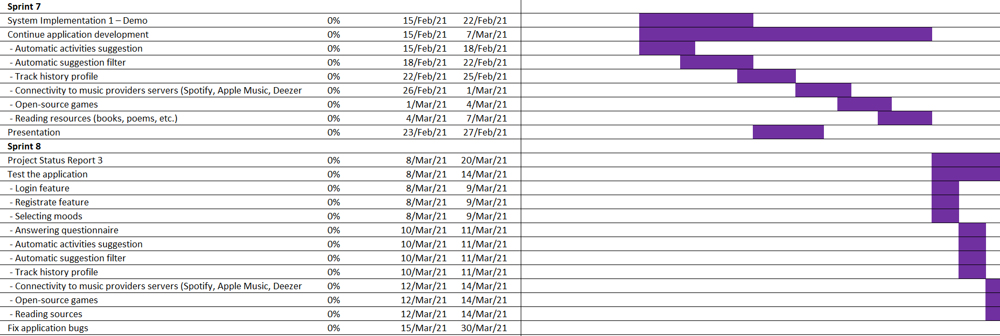 Sprint 7
System Implementation 1 – Demo 0% 15/Feb/21 22/Feb/21
Continue application development 0% 15/Feb/21 7/Mar/21
- Automatic activities suggestion 0% 15/Feb/21 18/Feb/21
- Automatic suggestion filter 0% 18/Feb/21 22/Feb/21
- Track history profile 0% 22/Feb/21 25/Feb/21
- Connectivity to music providers servers (Spotify, Apple Music, Deezer 0% 26/Feb/21 1/Mar/21
- Open-source games 0% 1/Mar/21 4/Mar/21
- Reading resources (books, poems, etc.) 0% 4/Mar/21 7/Mar/21
Presentation 0% 23/Feb/21 27/Feb/21
Sprint 8
Project Status Report 3 0% 8/Mar/21 20/Mar/21
Test the application 0% 8/Mar/21 14/Mar/21
- Login feature 0% 8/Mar/21 9/Mar/21
- Registrate feature 0% 8/Mar/21 9/Mar/21
- Selecting moods 0% 8/Mar/21 9/Mar/21
- Answering questionnaire 0% 10/Mar/21 11/Mar/21
- Automatic activities suggestion 0% 10/Mar/21 11/Mar/21
- Automatic suggestion filter 0% 10/Mar/21 11/Mar/21
- Track history profile 0% 10/Mar/21 11/Mar/21
- Connectivity to music providers servers (Spotify, Apple Music, Deezer 0% 12/Mar/21 14/Mar/21
- Open-source games 0% 12/Mar/21 14/Mar/21
- Reading sources 0% 12/Mar/21 14/Mar/21
Fix application bugs 0% 15/Mar/21 30/Mar/21